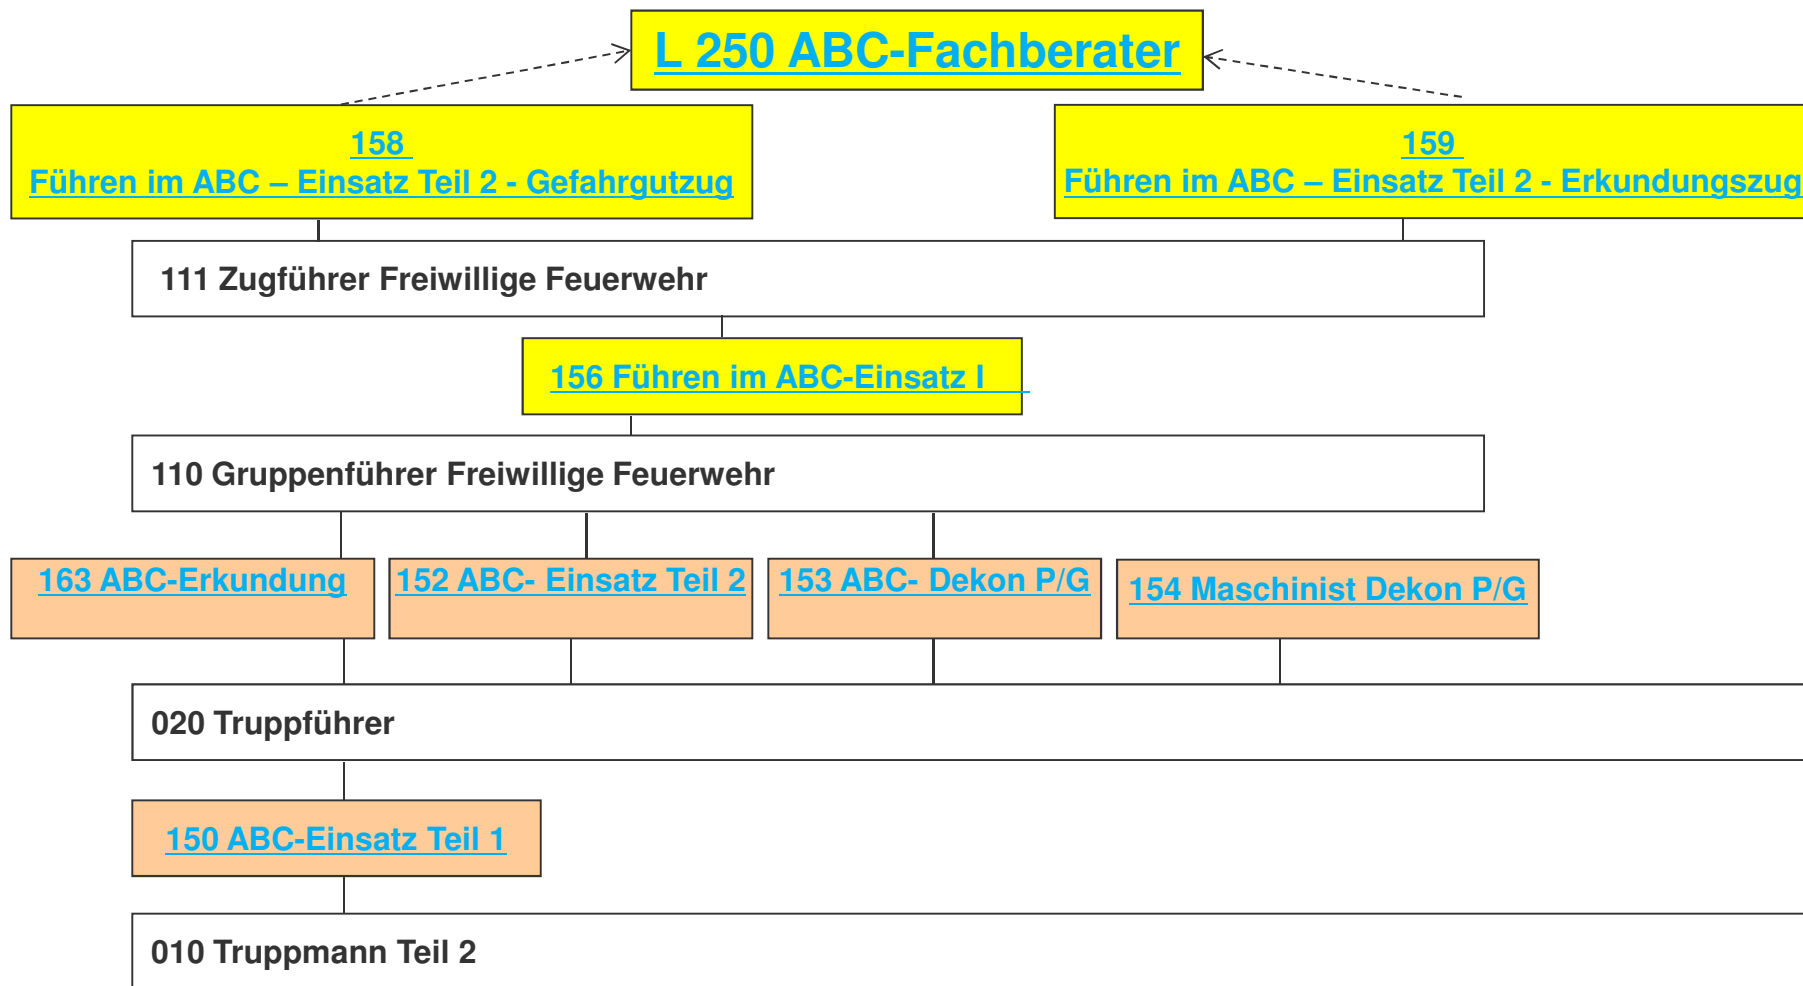 L 250 ABC-Fachberater
158
Führen im ABC – Einsatz Teil 2 - Gefahrgutzug
159
Führen im ABC – Einsatz Teil 2 - Erkundungszug
111 Zugführer Freiwillige Feuerwehr
156 Führen im ABC-Einsatz I
110 Gruppenführer Freiwillige Feuerwehr
163 ABC-Erkundung
152 ABC- Einsatz Teil 2
153 ABC- Dekon P/G
154 Maschinist Dekon P/G
020 Truppführer
150 ABC-Einsatz Teil 1
010 Truppmann Teil 2